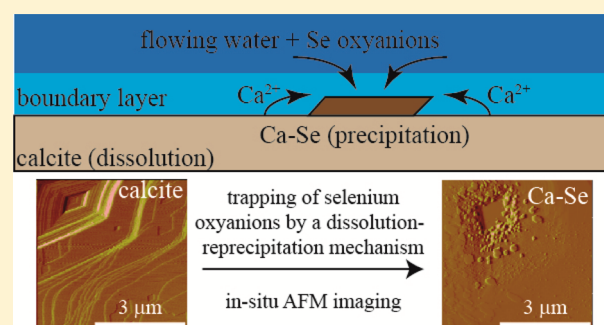 flowing water + Se oxyanions
boundary layer
Ca²⁻
Ca²⁺
Ca-Se (precipitation)
calcite (dissolution)
calcite
trapping of selenium
oxyanions by a dissolution-
reprecipitation mechanism
in-situ AFM imaging
Ca-Se
3 μm
3 μm